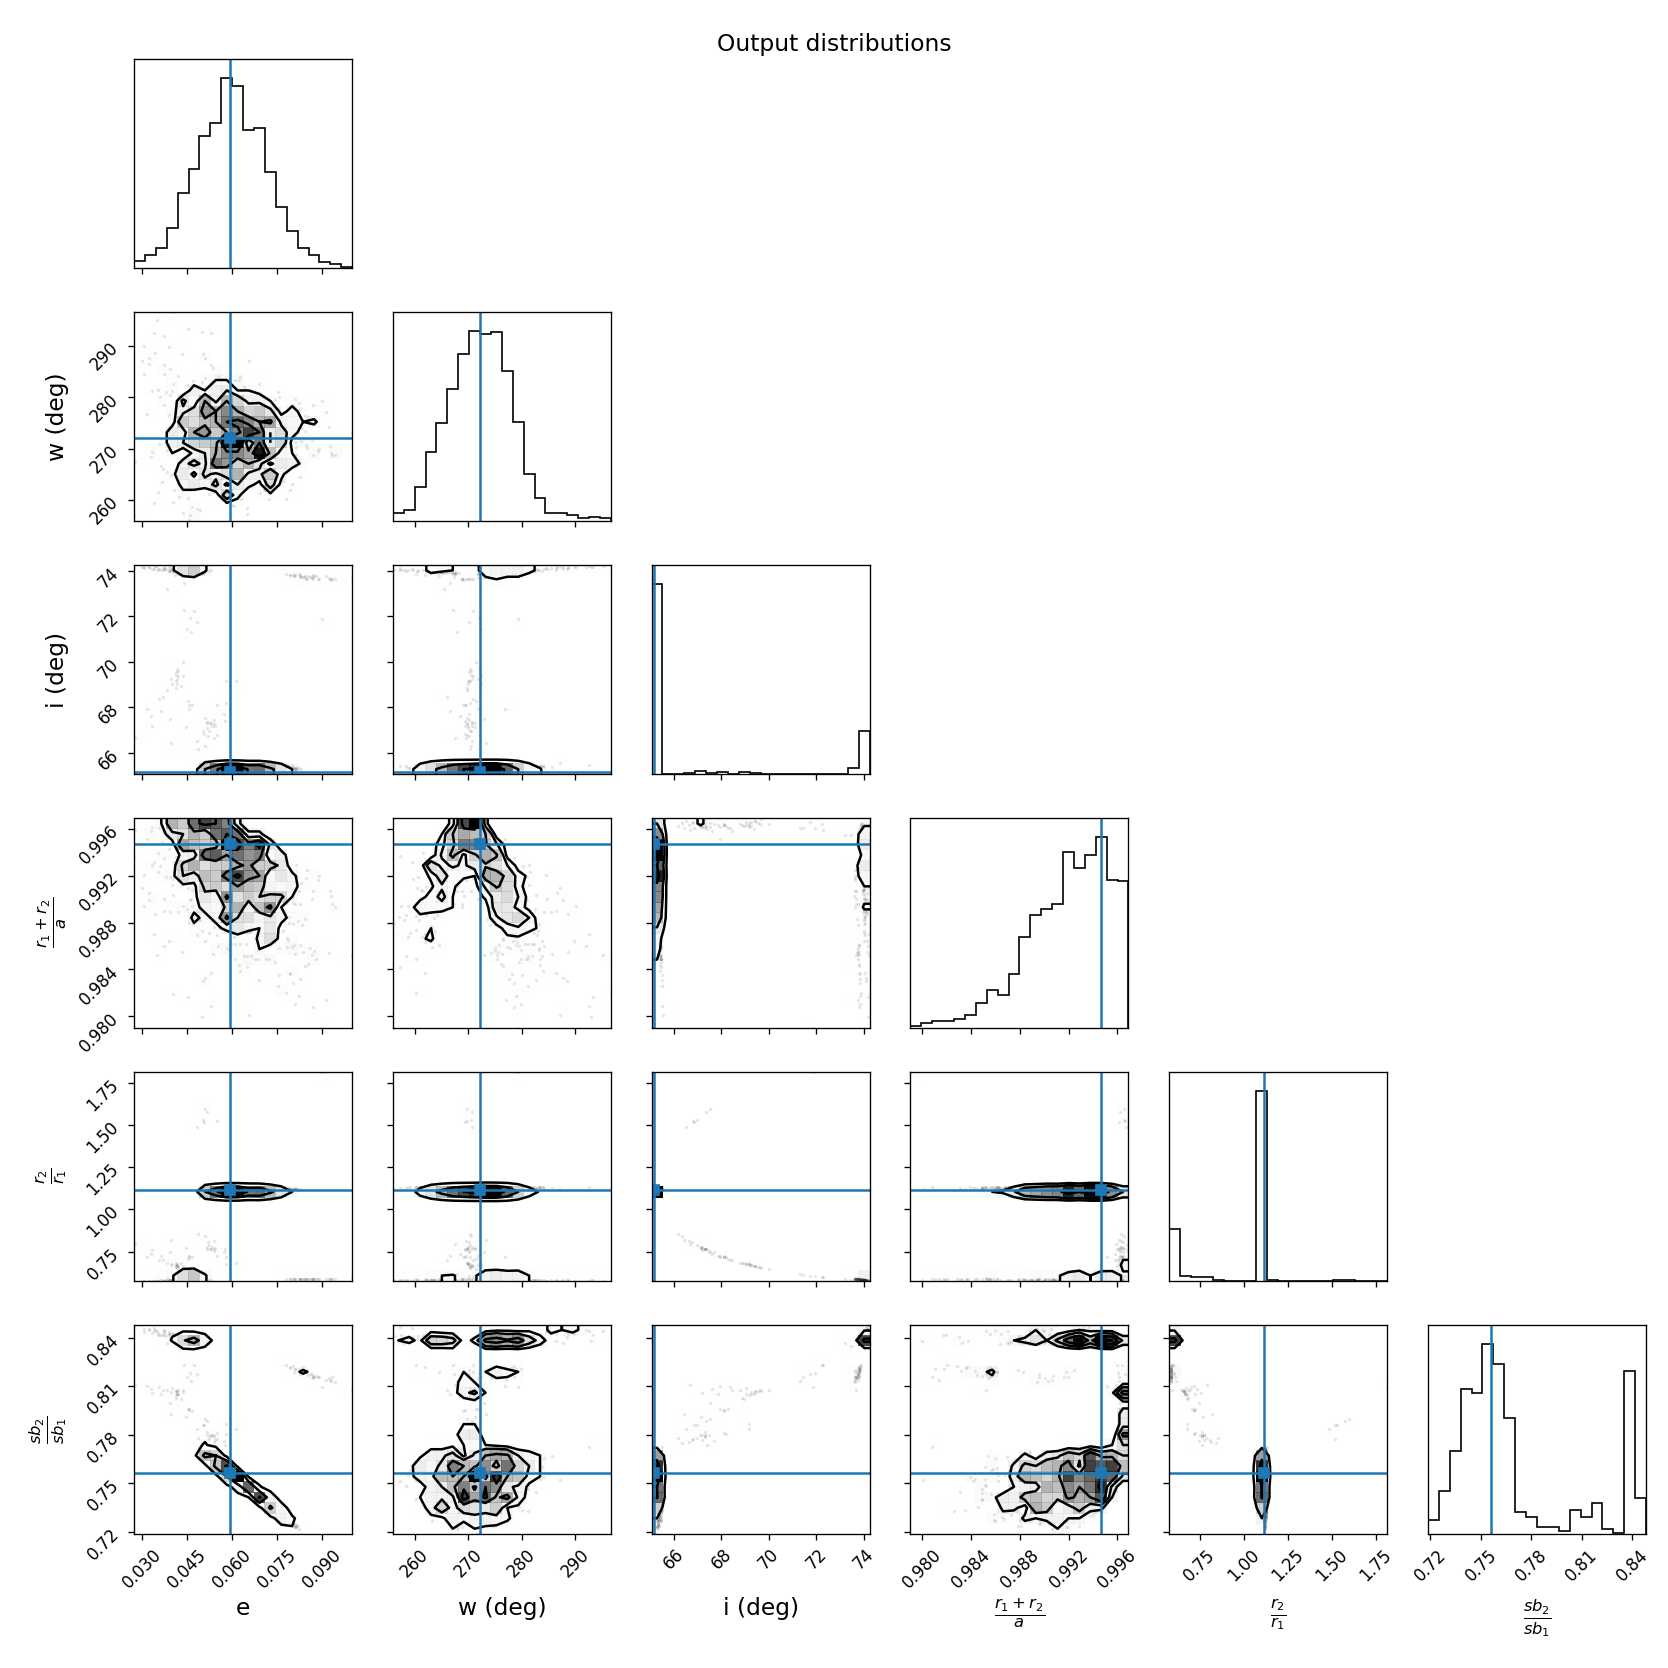 Output distributions
w (deg)
290
280
270
260
i (deg)
74
72
70
68
66
r₁ + r₂
a
0.996
0.992
0.988
0.984
0.980
r₂
r₁
1.75
1.50
1.25
1.00
0.75
sb₂
sb₁
0.84
0.81
0.78
0.75
0.72
0.030 0.045 0.060 0.075 0.090
260 270 280 290
66 68 70 72 74
0.980 0.984 0.988 0.992 0.996
0.75 1.00 1.25 1.50 1.75
0.72 0.75 0.78 0.81 0.84
e
w (deg)
i (deg)
r₁ + r₂
a
r₂
r₁
sb₂
sb₁